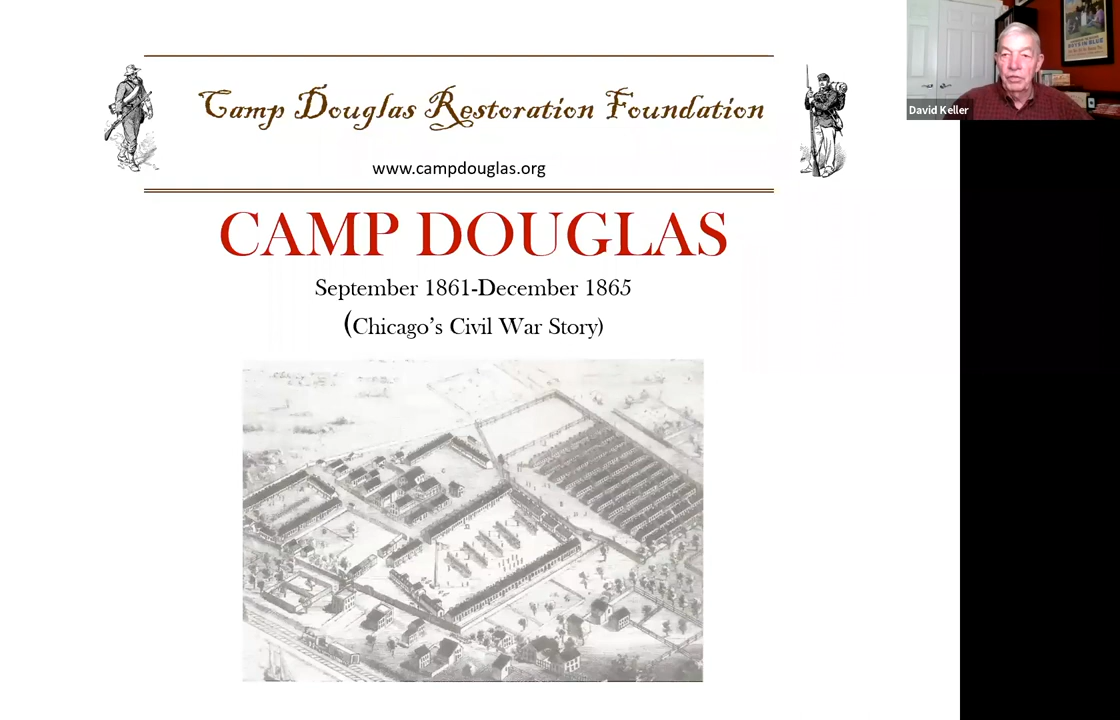 Camp Douglas Restoration Foundation
www.campdouglas.org
CAMP DOUGLAS
September 1861-December 1865
(Chicago's Civil War Story)
David Keller